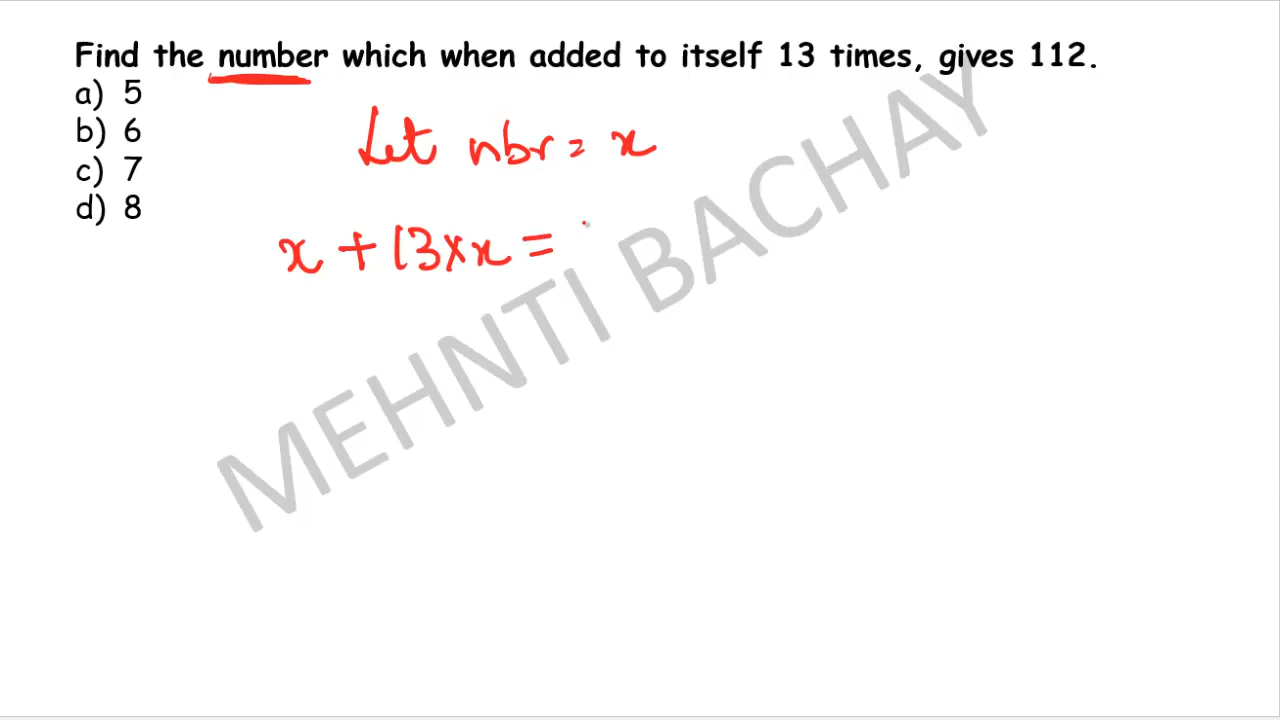 Find the number which when added to itself 13 times, gives 112.
a) 5
b) 6
c) 7
d) 8
Let nbr = x
x + 13 × x =
MEHNTI BACHAY